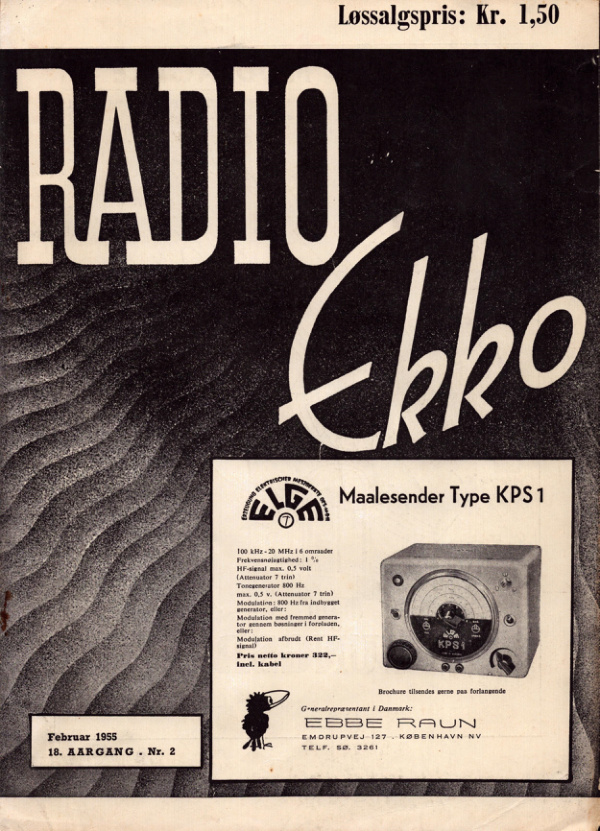 Løssalgspris: Kr. 1,50
RADIO
Ekko
ELGE
7
Maalesender Type KPS 1
100 kHz - 20 MHz i 6 omraader
Frekvensnøjagtighed: 1 %
HF-signal max. 0,5 volt
(Attenuator 7 trin)
Tonegenerator 800 Hz
max. 0,5 v. (Attenuator 7 trin)
Modulation: 800 Hz fra indbygget
generator, eller:
Modulation med fremmed genera-
tor gennem bøsninger i forpladen,
eller:
Modulation afbrudt (Rent HF-
signal)
Pris netto kroner 322,–
incl. kabel
KPS 1
Brochure tilsendes gerne paa forlangende
Generalrepræsentant i Danmark:
EBBE RAUN
EMDRUPVEJ 127 . KØBENHAVN NV
TELF. SØ. 3261
Februar 1955
18. AARGANG . Nr. 2